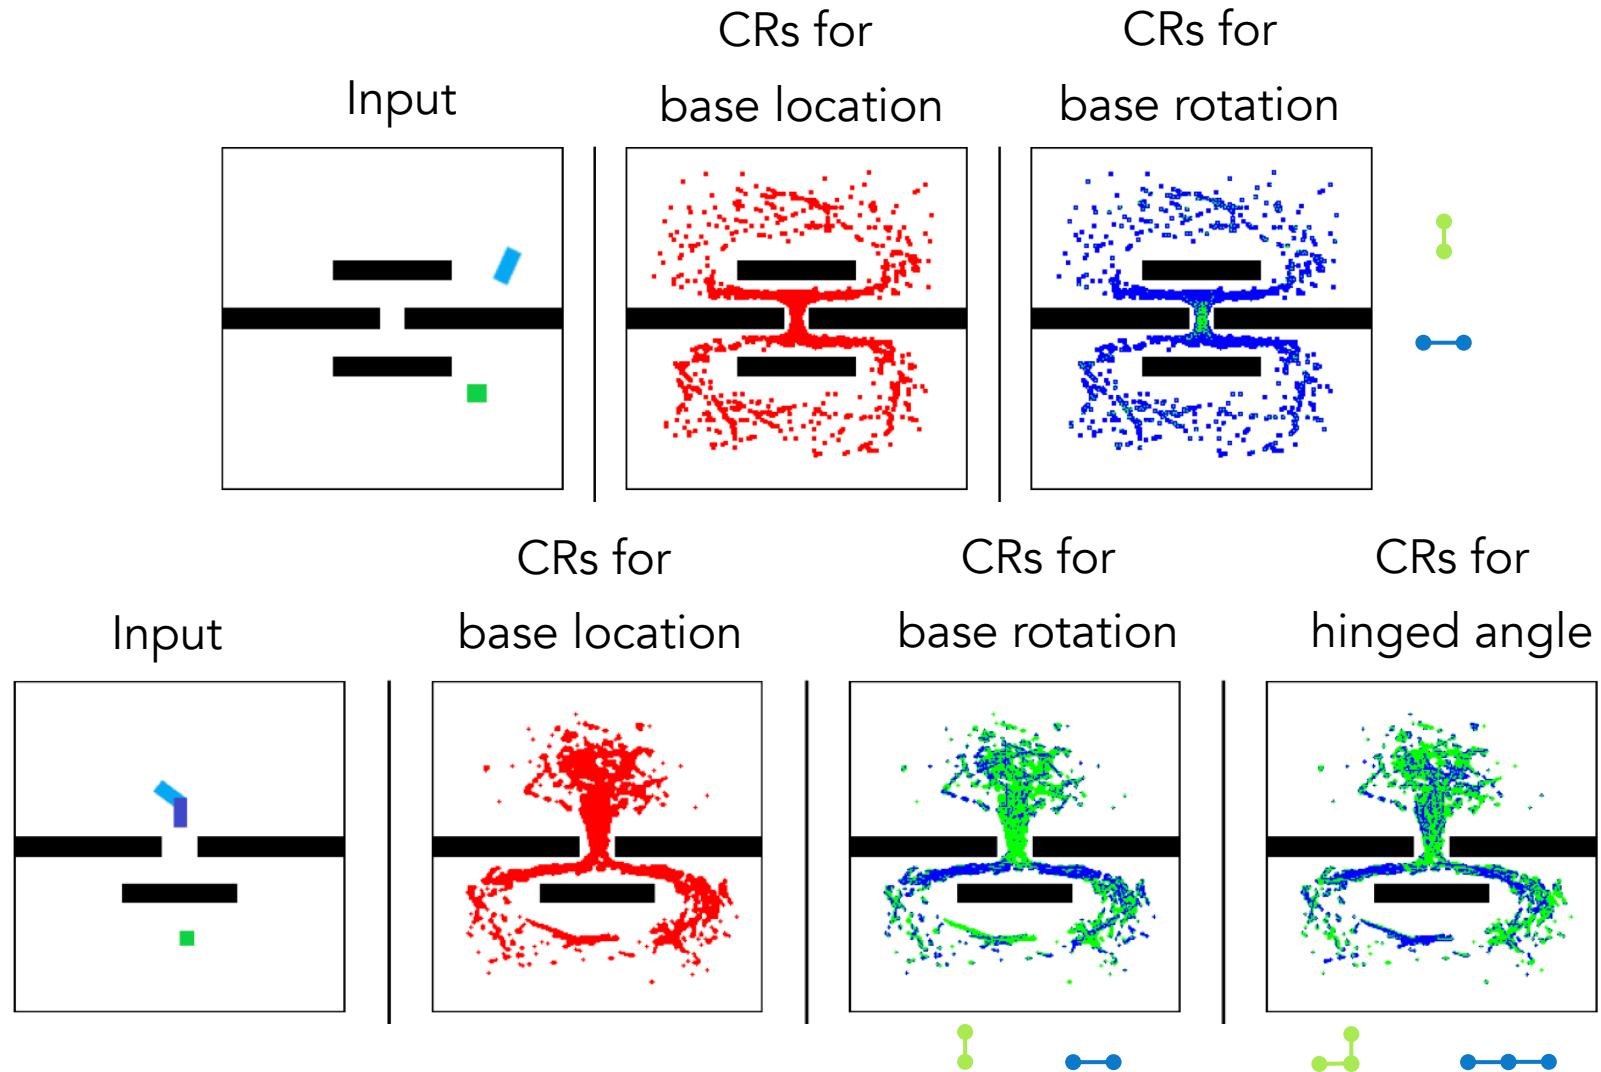 Input
CRs for
base location
CRs for
base rotation
Input
CRs for
base location
CRs for
base rotation
CRs for
hinged angle